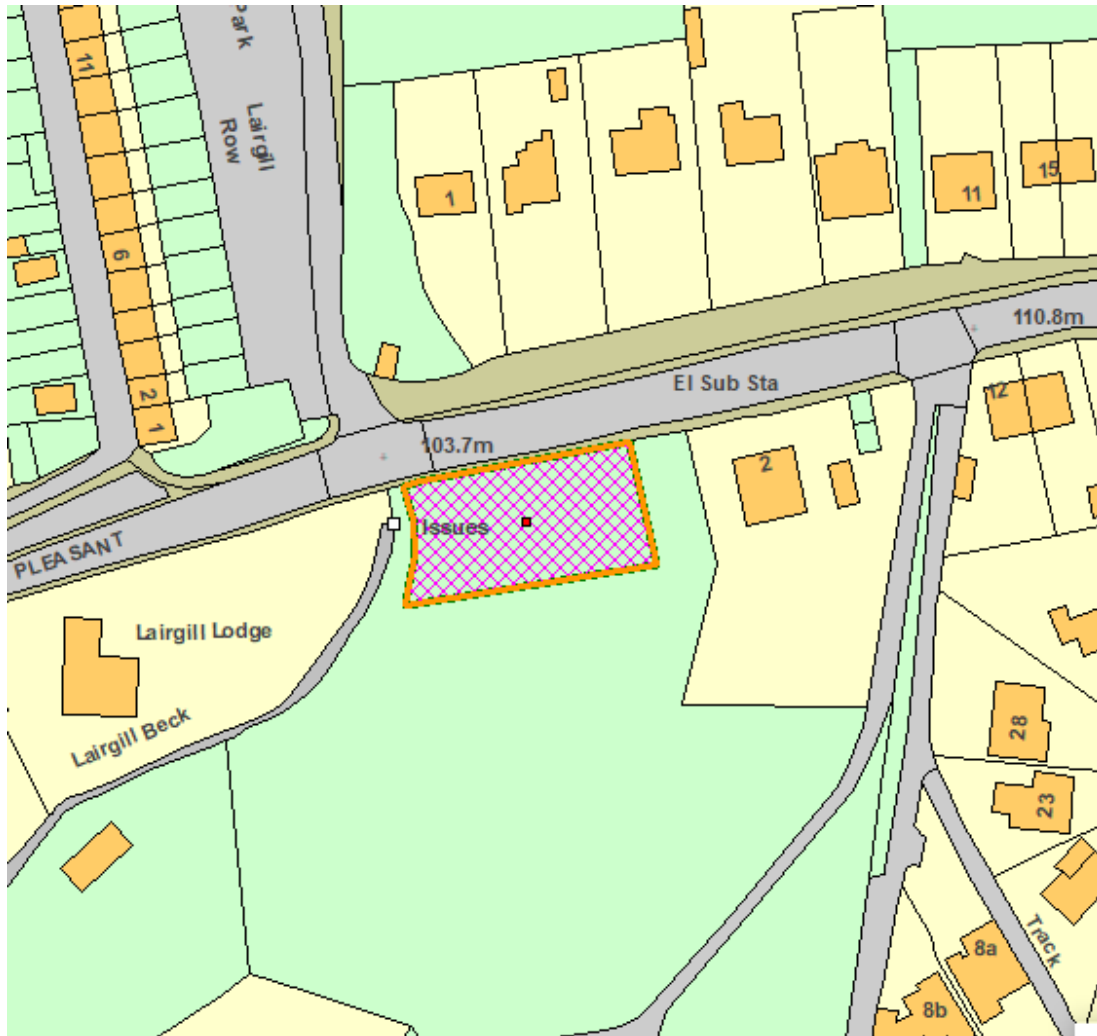 Park
Lairgill
Row
11
6
2
1
1
11
15
110.8m
El Sub Sta
12
103.7m
2
Issues
PLEASANT
Lairgill Lodge
Lairgill Beck
28
23
Track
8a
8b